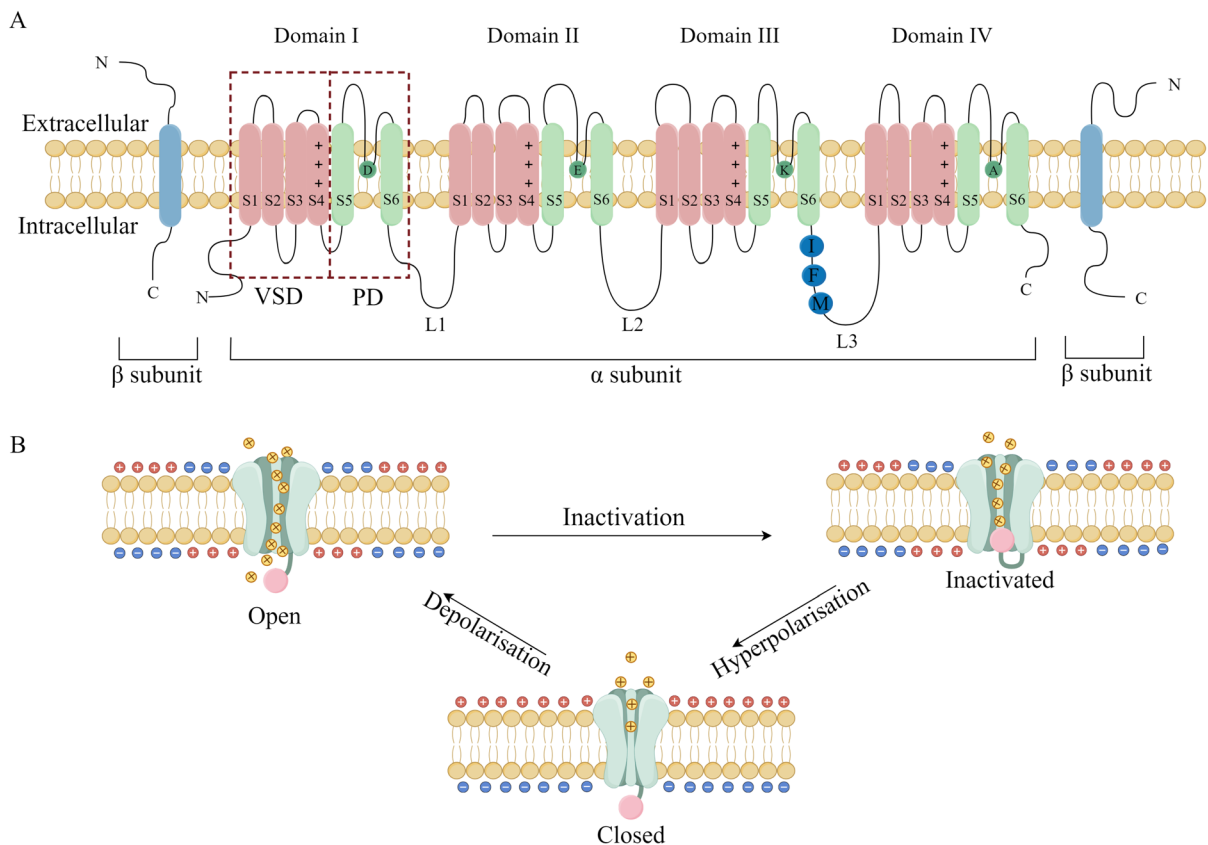 A
Domain I Domain II Domain III Domain IV
N N
Extracellular
+ + + +
+ D + E + K + A
+ + + +
S1 S2 S3 S4 S5 S6 S1 S2 S3 S4 S5 S6 S1 S2 S3 S4 S5 S6 S1 S2 S3 S4 S5 S6
Intracellular
I
F
M
C N VSD PD C C
L1 L2 L3
β subunit α subunit β subunit
B
Inactivation
Open
Inactivated
Depolarisation
Hyperpolarisation
Closed